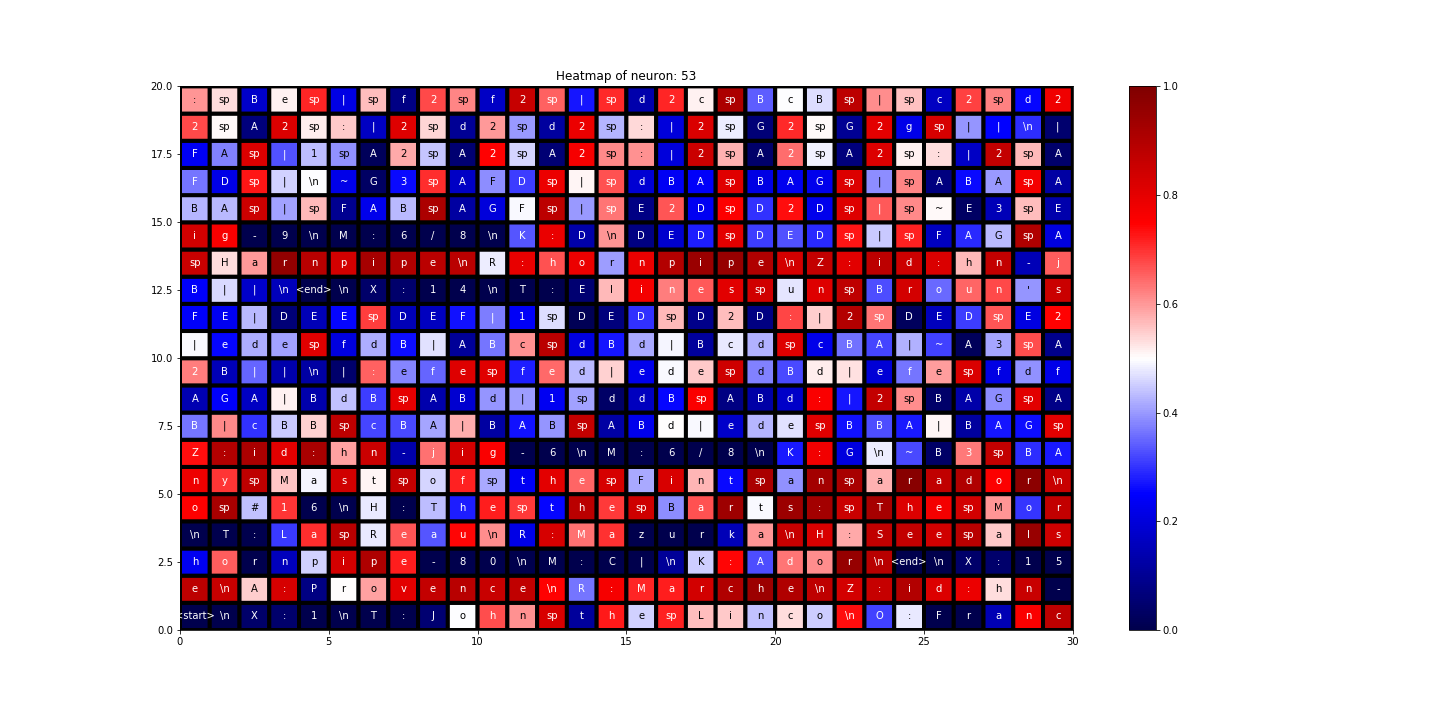 Heatmap of neuron: 53
20.0
17.5
15.0
12.5
10.0
7.5
5.0
2.5
0.0
: sp B e sp | sp f 2 sp f 2 sp | sp d 2 c sp B c B sp | sp c 2 sp d 2
2 sp A 2 sp : | 2 sp d 2 sp d 2 sp : | 2 sp G 2 sp G 2 g sp | | \n |
F A sp | 1 sp A 2 sp A 2 sp A 2 sp : | 2 sp A 2 sp A 2 sp : | 2 sp A
F D sp | \n ~ G 3 sp A F D sp | sp d B A sp B A G sp | sp A B A sp A
B A sp | sp F A B sp A G F sp | sp E 2 D sp D 2 D sp | sp ~ E 3 sp E
i g - 9 \n M : 6 / 8 \n K : D \n D E D sp D E D sp | sp F A G sp A
sp H a r n p i p e \n R : h o r n p i p e \n Z : i d : h n - j
B | | \n <end> \n X : 1 4 \n T : E l i n e s sp u n sp B r o u n ' s
F E | D E E sp D E F | 1 sp D E D sp D 2 D : | 2 sp D E D sp E 2
| e d e sp f d B | A B c sp d B d | B c d sp c B A | ~ A 3 sp A
2 B | | \n | : e f e sp f e d | e d e sp d B d | e f e sp f d f
A G A | B d B sp A B d | 1 sp d d B sp A B d : | 2 sp B A G sp A
B | c B B sp c B A | B A B sp A B d | e d e sp B B A | B A G sp
Z : i d : h n - j i g - 6 \n M : 6 / 8 \n K : G \n ~ B 3 sp B A
n y sp M a s t sp o f sp t h e sp F i n t sp a n sp a r a d o r \n
o sp # 1 6 \n H : T h e sp t h e sp B a r t s : sp T h e sp M o r
\n T : L a sp R e a u \n R : M a z u r k a \n H : S e e sp a l s
h o r n p i p e - 8 0 \n M : C | \n K : A d o r \n <end> \n X : 1 5
e \n A : P r o v e n c e \n R : M a r c h e \n Z : i d : h n -
<start> \n X : 1 \n T : J o h n sp t h e sp L i n c o \n O : F r a n c
0 5 10 15 20 25 30
1.0
0.8
0.6
0.4
0.2
0.0